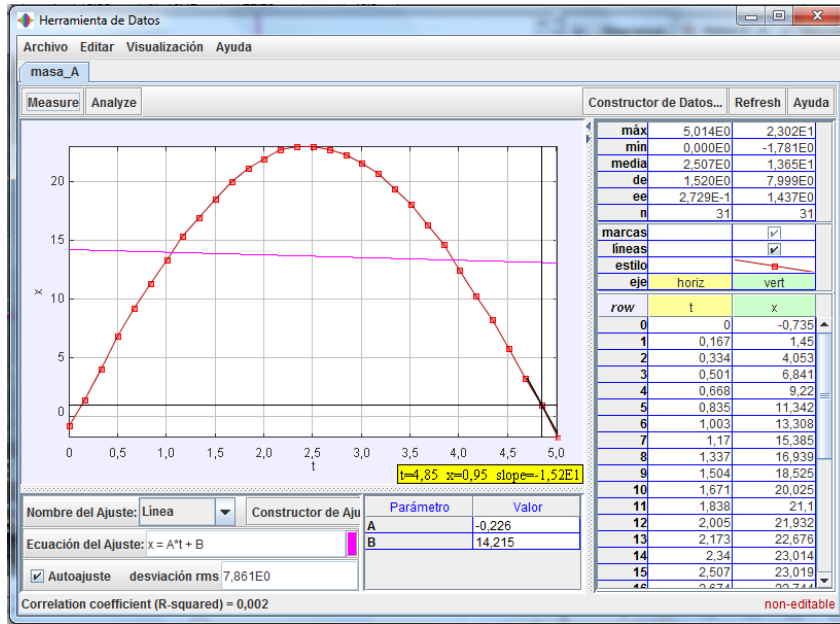 Herramienta de Datos
Archivo Editar Visualización Ayuda
masa_A
Measure Analyze Constructor de Datos... Refresh Ayuda
20
15
10
5
0
x
0 0,5 1,0 1,5 2,0 2,5 3,0 3,5 4,0 4,5 5,0
t
t=4,85 x=0,95 slope=-1,52E1
máx 5,014E0 2,302E1
mín 0,000E0 -1,781E0
media 2,507E0 1,365E1
de 1,520E0 7,999E0
ee 2,729E-1 1,437E0
n 31 31
marcas
líneas
estilo
eje horiz vert
row t x
0 0 -0,735
1 0,167 1,45
2 0,334 4,053
3 0,501 6,841
4 0,668 9,22
5 0,835 11,342
6 1,003 13,308
7 1,17 15,385
8 1,337 16,939
9 1,504 18,525
10 1,671 20,025
11 1,838 21,1
12 2,005 21,932
13 2,173 22,676
14 2,34 23,014
15 2,507 23,019
Nombre del Ajuste: Línea Constructor de Aju
Ecuación del Ajuste: x = A*t + B
Autoajuste desviación rms 7,861E0
Parámetro Valor
A -0,226
B 14,215
Correlation coefficient (R-squared) = 0,002 non-editable